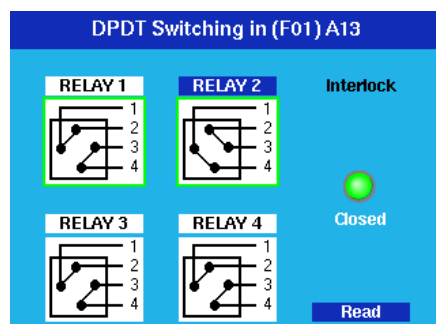 DPDT Switching in (F01) A13
RELAY 1
RELAY 2
Interlock
1
2
3
4
1
2
3
4
Closed
RELAY 3
RELAY 4
1
2
3
4
1
2
3
4
Read